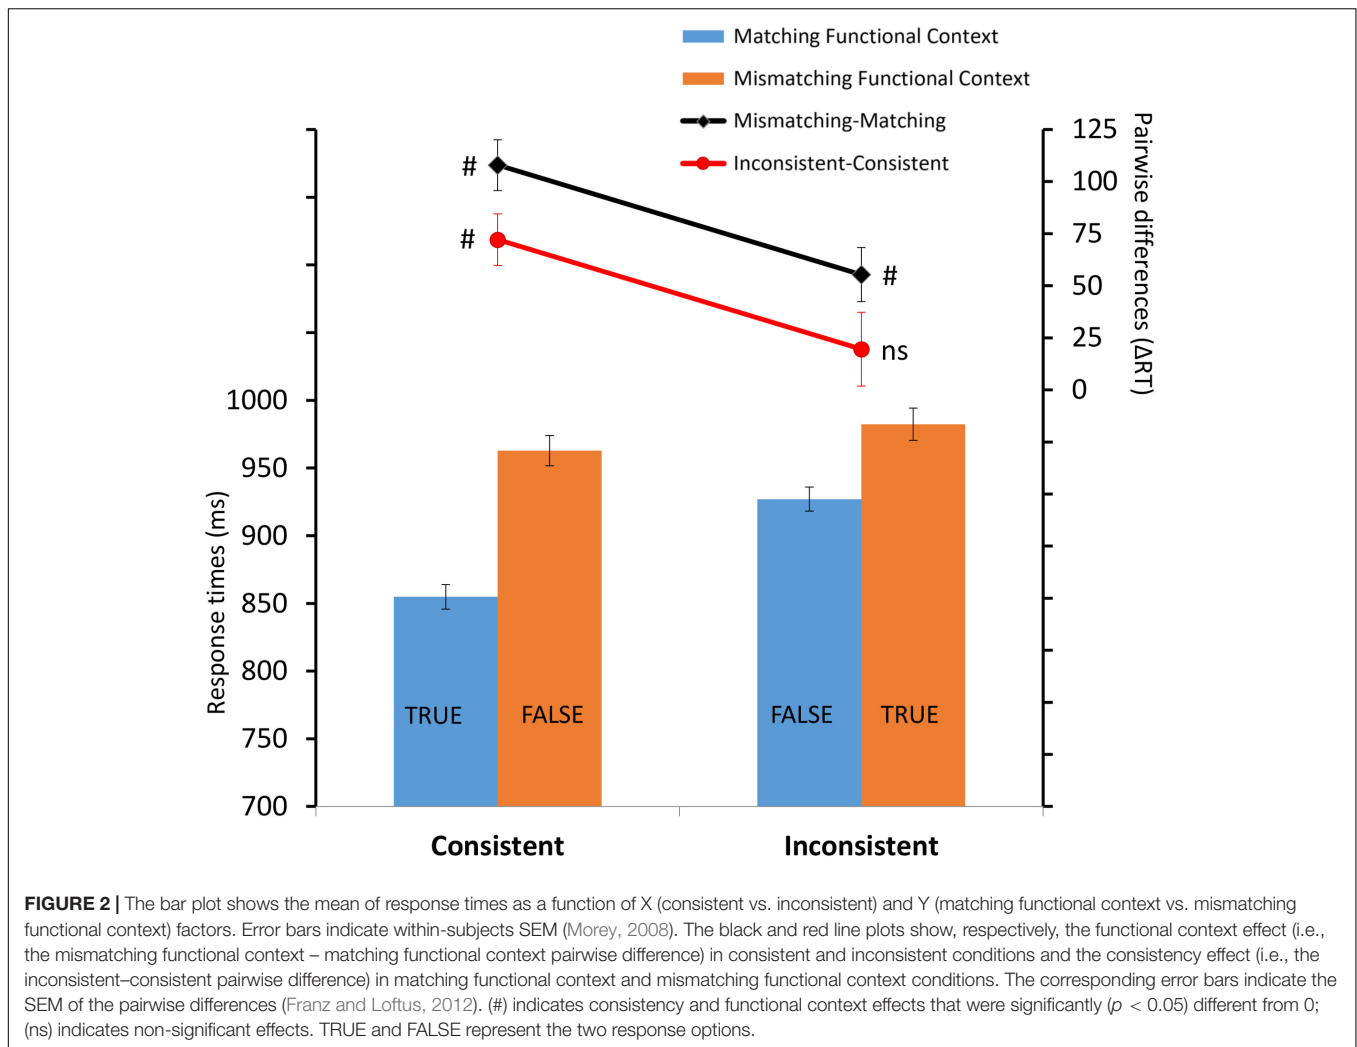 Matching Functional Context
Mismatching Functional Context
Mismatching-Matching
Inconsistent-Consistent
125
100
75
50
25
0
Pairwise differences (ΔRT)
#
#
#
ns
1000
950
900
850
800
750
700
Response times (ms)
TRUE
FALSE
FALSE
TRUE
Consistent
Inconsistent
FIGURE 2 | The bar plot shows the mean of response times as a function of X (consistent vs. inconsistent) and Y (matching functional context vs. mismatching
functional context) factors. Error bars indicate within-subjects SEM (Morey, 2008). The black and red line plots show, respectively, the functional context effect (i.e.,
the mismatching functional context – matching functional context pairwise difference) in consistent and inconsistent conditions and the consistency effect (i.e., the
inconsistent–consistent pairwise difference) in matching functional context and mismatching functional context conditions. The corresponding error bars indicate the
SEM of the pairwise differences (Franz and Loftus, 2012). (#) indicates consistency and functional context effects that were significantly (p < 0.05) different from 0;
(ns) indicates non-significant effects. TRUE and FALSE represent the two response options.